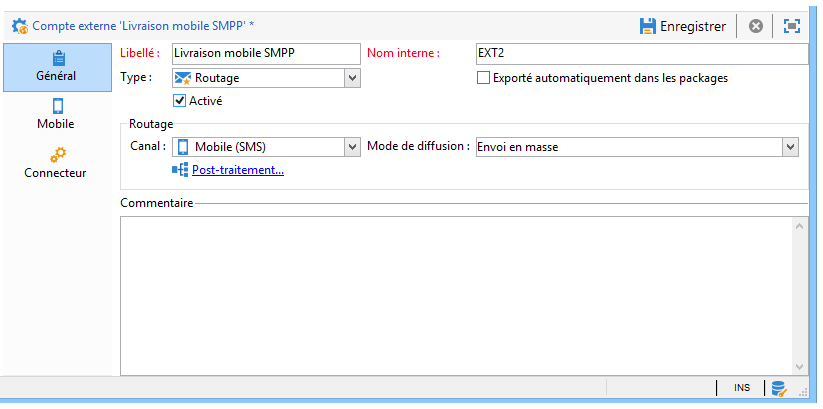 Compte externe 'Livraison mobile SMPP' *
Enregistrer
Général
Mobile
Connecteur
Libellé : Livraison mobile SMPP Nom interne : EXT2
Type : Routage Exporté automatiquement dans les packages
Activé
Routage
Canal : Mobile (SMS) Mode de diffusion : Envoi en masse
Post-traitement...
Commentaire
INS